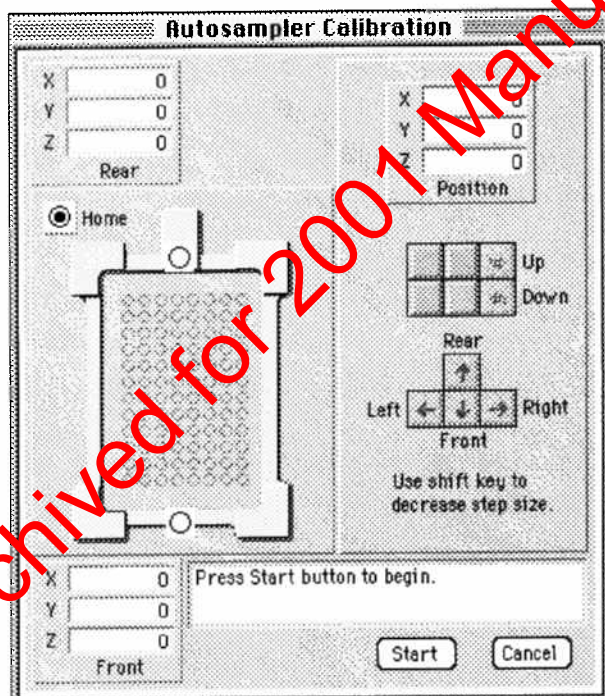 Autosampler Calibration
X 0
Y 0
Z 0
Rear
X 0
Y 0
Z 0
Position
Home
Up
Down
Rear
Left
Right
Front
Use shift key to
decrease step size.
X 0
Y 0
Z 0
Front
Press Start button to begin.
Start
Cancel
chived for 2001 Manu